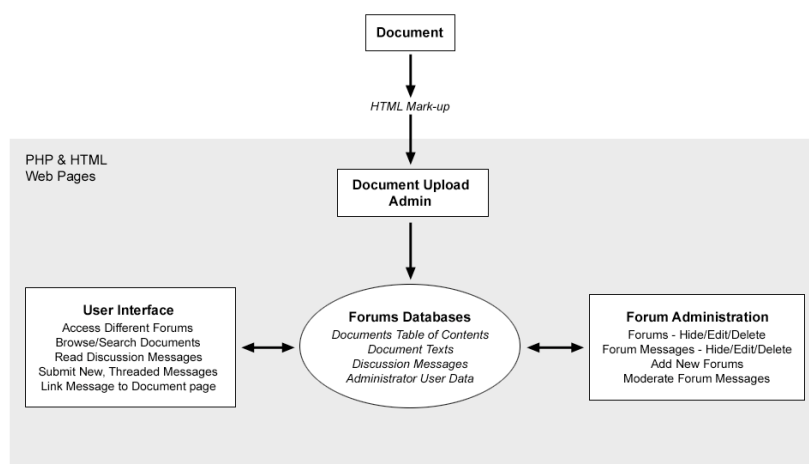 Document
HTML Mark-up
PHP & HTML
Web Pages
Document Upload
Admin
User Interface
Access Different Forums
Browse/Search Documents
Read Discussion Messages
Submit New, Threaded Messages
Link Message to Document page
Forums Databases
Documents Table of Contents
Document Texts
Discussion Messages
Administrator User Data
Forum Administration
Forums - Hide/Edit/Delete
Forum Messages - Hide/Edit/Delete
Add New Forums
Moderate Forum Messages